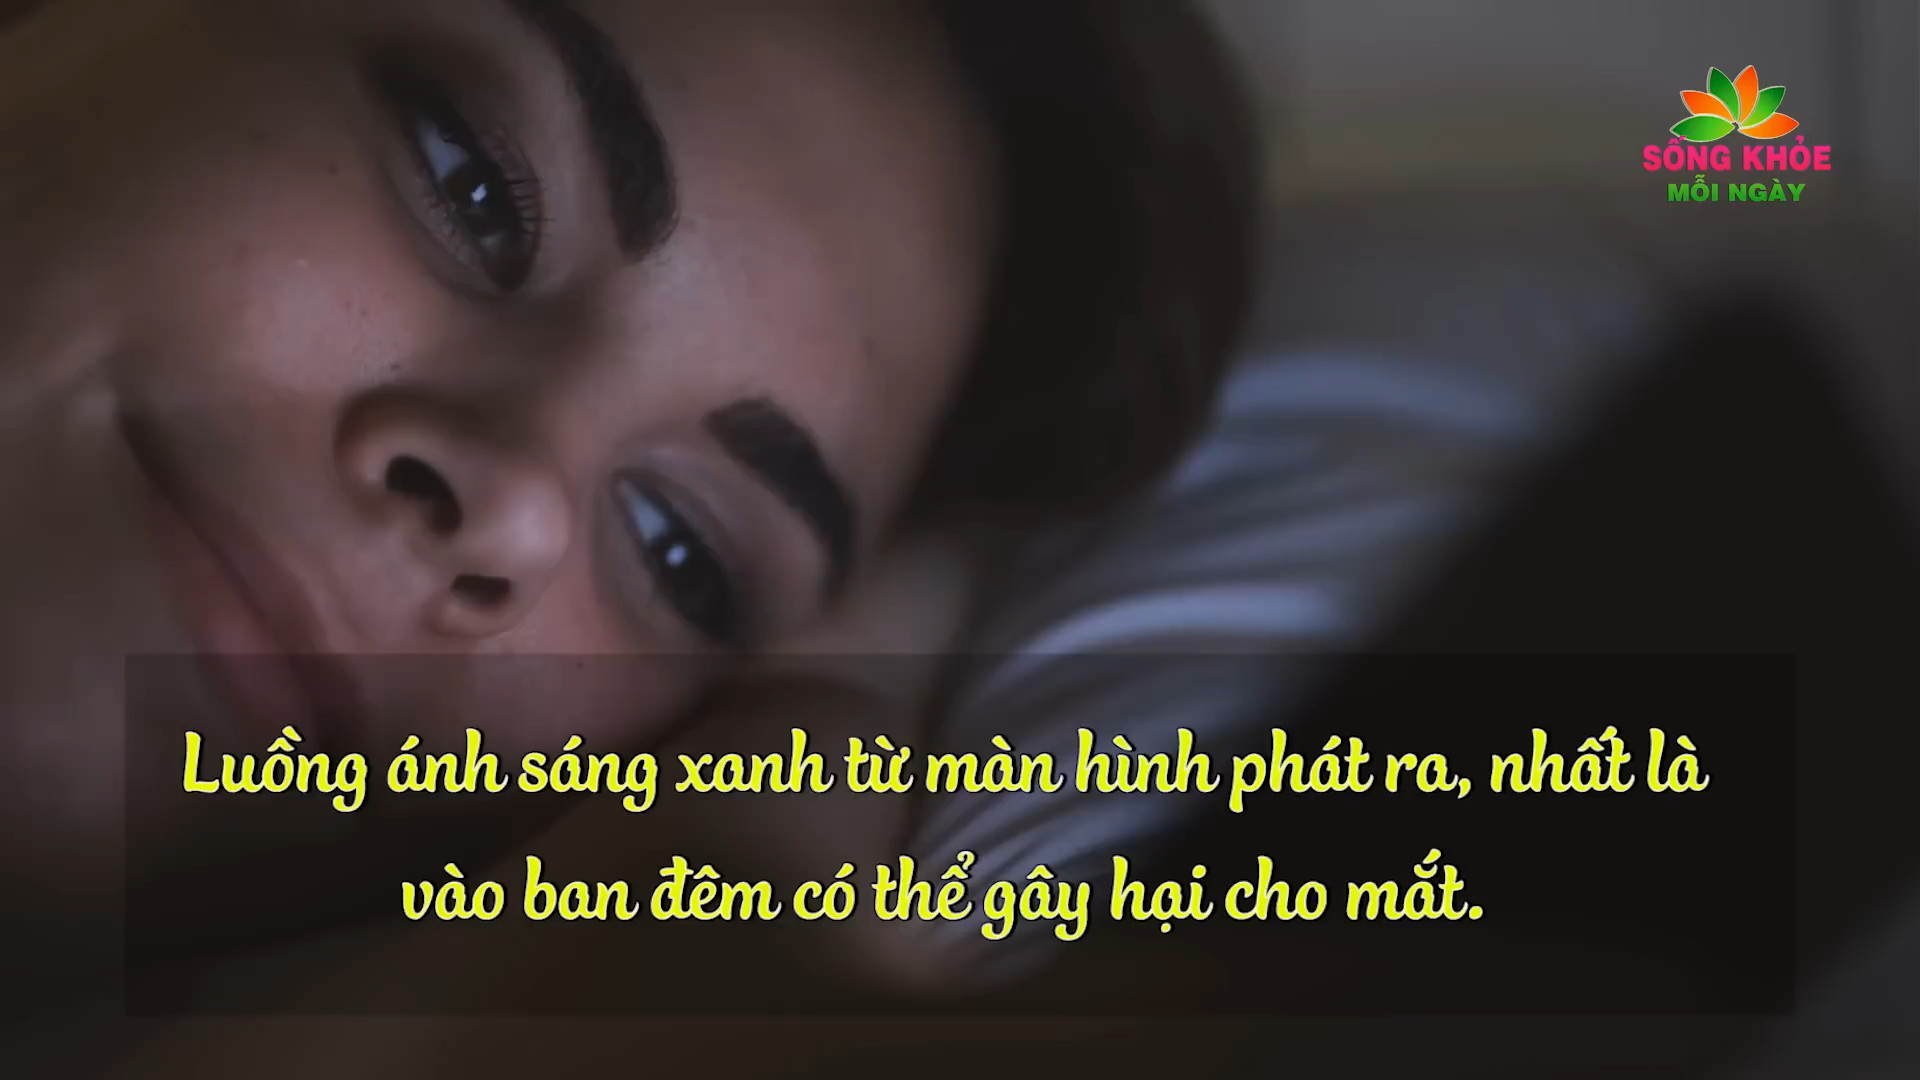 SỐNG KHỎE
MỖI NGÀY
Luồng ánh sáng xanh từ màn hình phát ra, nhất là
vào ban đêm có thể gây hại cho mắt.